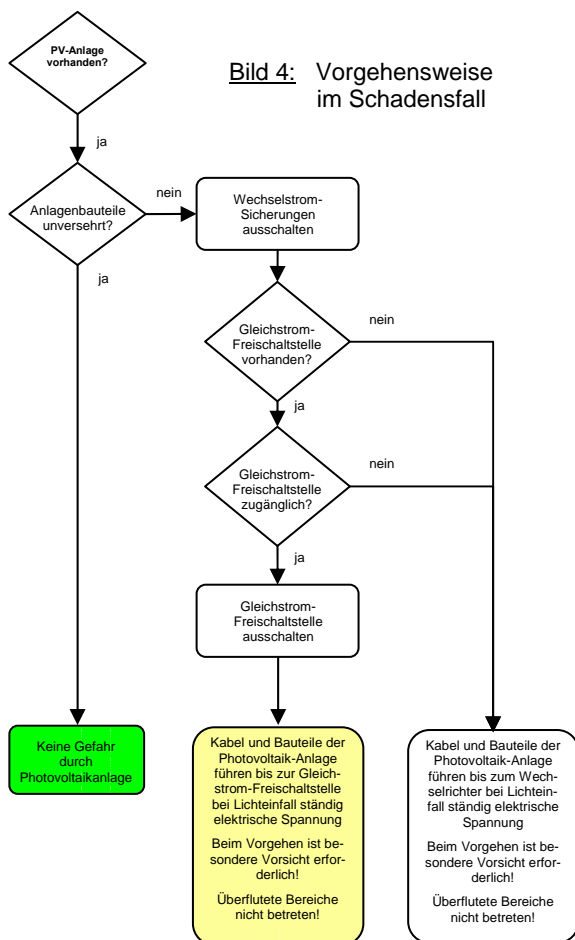 PV-Anlage
vorhanden?
Bild 4: Vorgehensweise
im Schadensfall
ja
Anlagenbauteile
unversehrt?
nein
Wechselstrom-
Sicherungen
ausschalten
ja
Gleichstrom-
Freischaltstelle
vorhanden?
nein
ja
Gleichstrom-
Freischaltstelle
zugänglich?
nein
ja
Gleichstrom-
Freischaltstelle
ausschalten
Keine Gefahr
durch
Photovoltaikanlage
Kabel und Bauteile der
Photovoltaik-Anlage
führen bis zur Gleich-
strom-Freischaltstelle
bei Lichteinfall ständig
elektrische Spannung
Beim Vorgehen ist be-
sondere Vorsicht erfor-
derlich!
Überflutete Bereiche
nicht betreten!
Kabel und Bauteile der
Photovoltaik-Anlage
führen bis zum Wech-
selrichter bei Lichtein-
fall ständig elektrische
Spannung
Beim Vorgehen ist be-
sondere Vorsicht erfor-
derlich!
Überflutete Bereiche
nicht betreten!